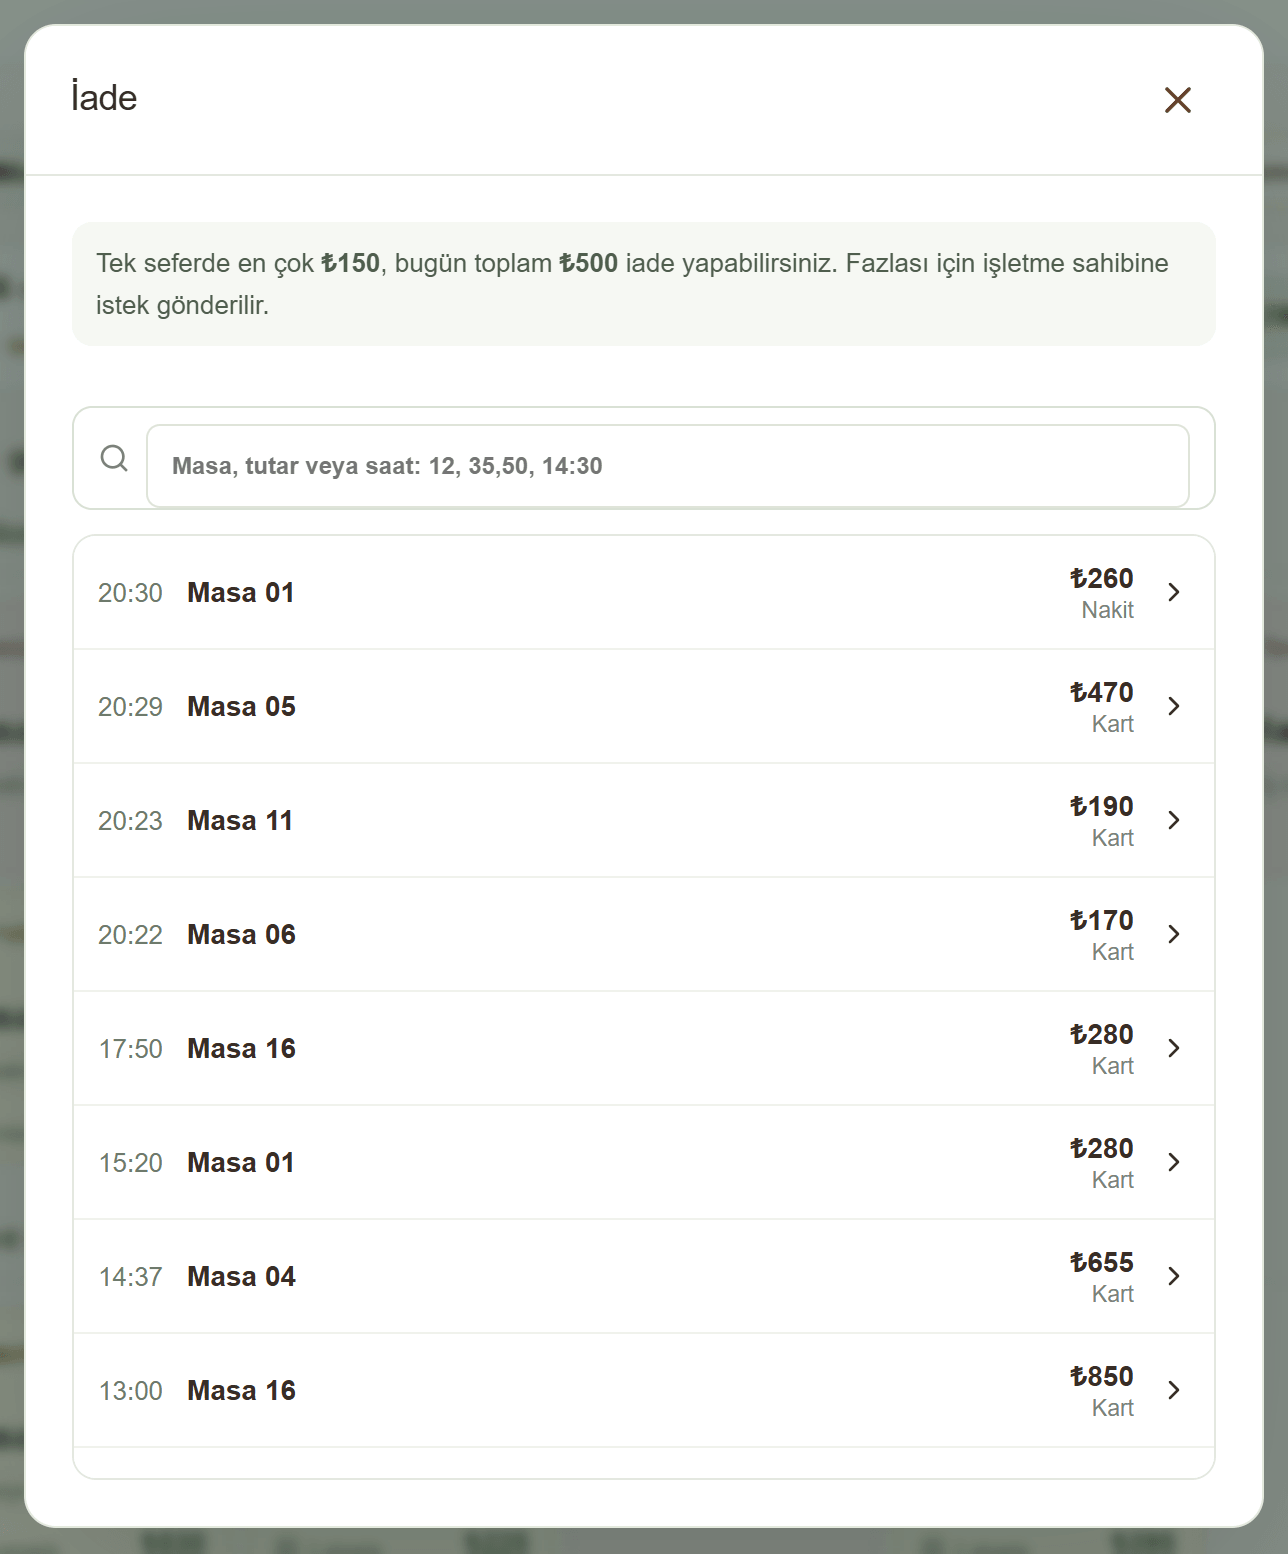 İade
Tek seferde en çok ₺150, bugün toplam ₺500 iade yapabilirsiniz. Fazlası için işletme sahibine
istek gönderilir.
Masa, tutar veya saat: 12, 35,50, 14:30
20:30 Masa 01 ₺260
Nakit
20:29 Masa 05 ₺470
Kart
20:23 Masa 11 ₺190
Kart
20:22 Masa 06 ₺170
Kart
17:50 Masa 16 ₺280
Kart
15:20 Masa 01 ₺280
Kart
14:37 Masa 04 ₺655
Kart
13:00 Masa 16 ₺850
Kart